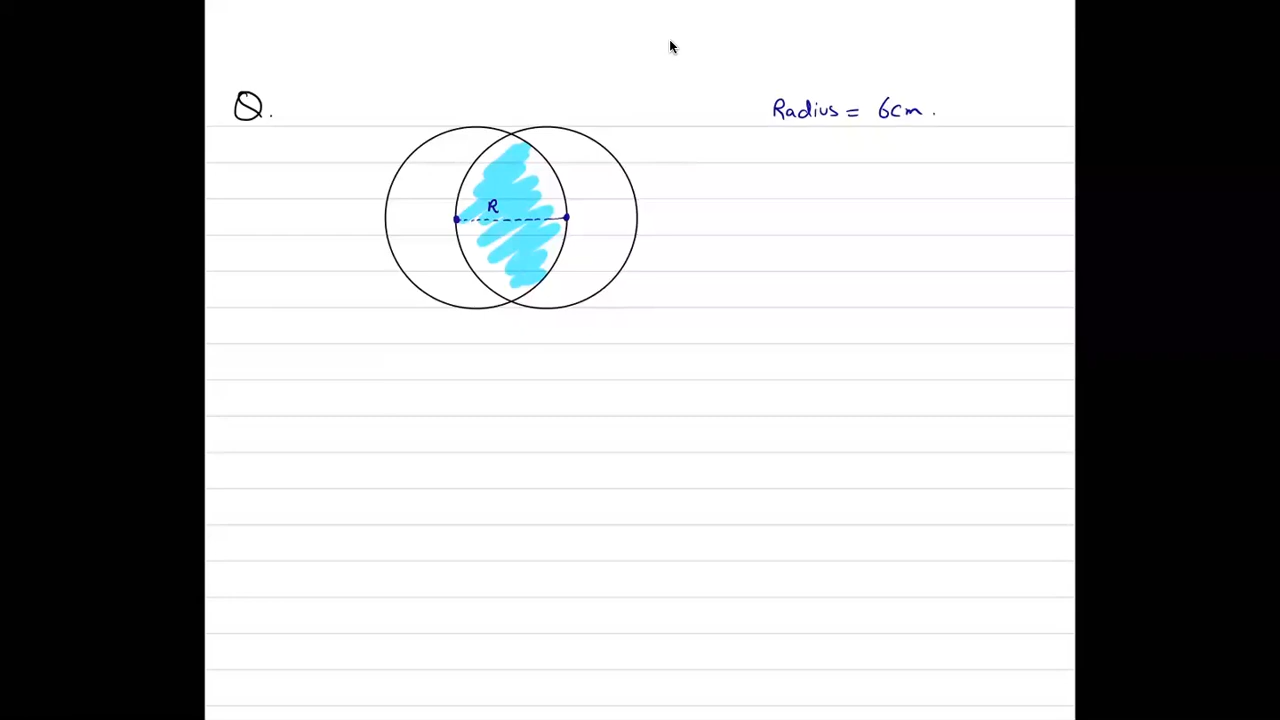 Q. Radius = 6cm.
R